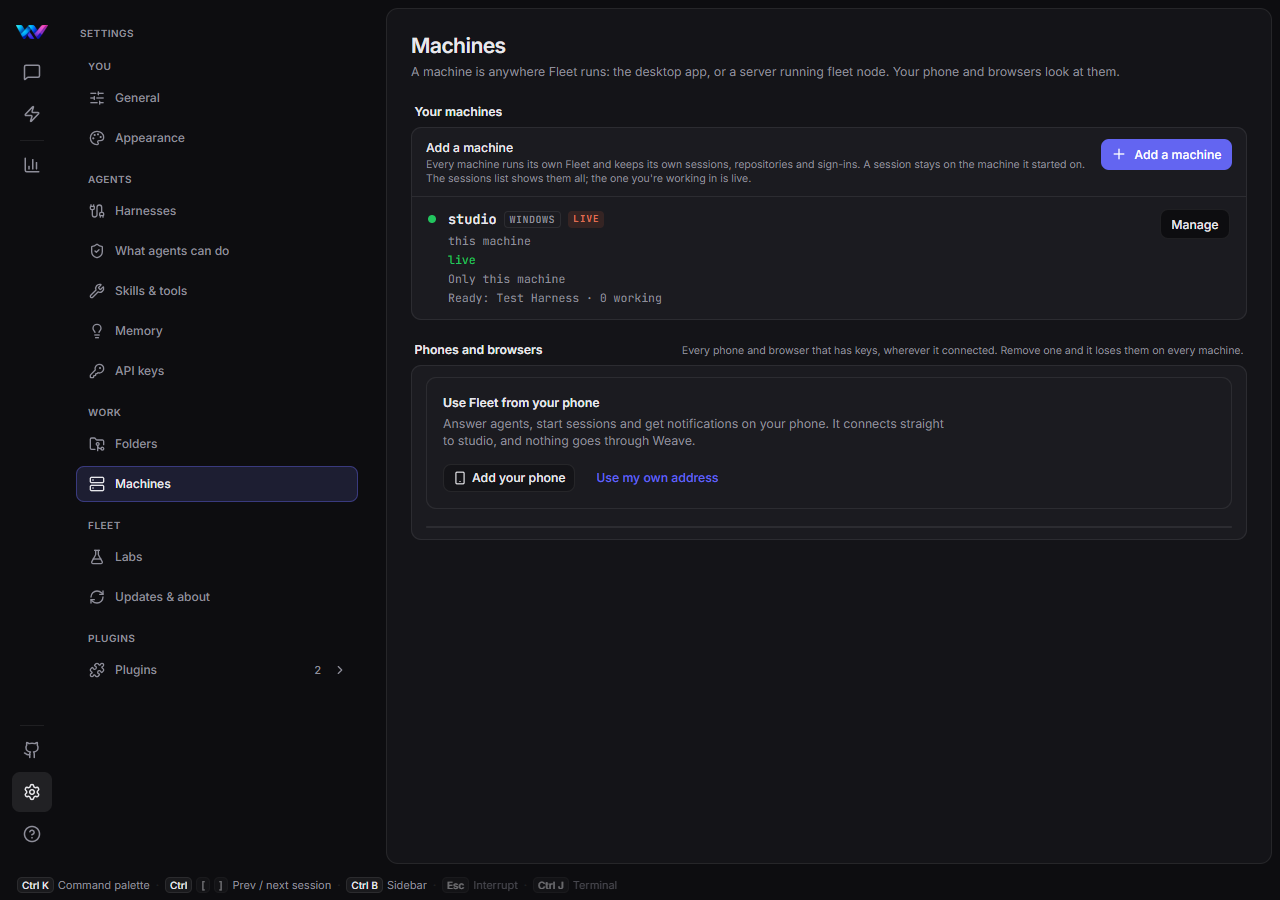 SETTINGS
YOU
General
Appearance
AGENTS
Harnesses
What agents can do
Skills & tools
Memory
API keys
WORK
Folders
Machines
FLEET
Labs
Updates & about
PLUGINS
Plugins 2
Machines
A machine is anywhere Fleet runs: the desktop app, or a server running fleet node. Your phone and browsers look at them.
Your machines
Add a machine
Every machine runs its own Fleet and keeps its own sessions, repositories and sign-ins. A session stays on the machine it started on.
The sessions list shows them all; the one you're working in is live.
Add a machine
studio WINDOWS LIVE
Manage
this machine
live
Only this machine
Ready: Test Harness · 0 working
Phones and browsers
Every phone and browser that has keys, wherever it connected. Remove one and it loses them on every machine.
Use Fleet from your phone
Answer agents, start sessions and get notifications on your phone. It connects straight
to studio, and nothing goes through Weave.
Add your phone
Use my own address
Ctrl K Command palette · Ctrl [ ] Prev / next session · Ctrl B Sidebar · Esc Interrupt · Ctrl J Terminal